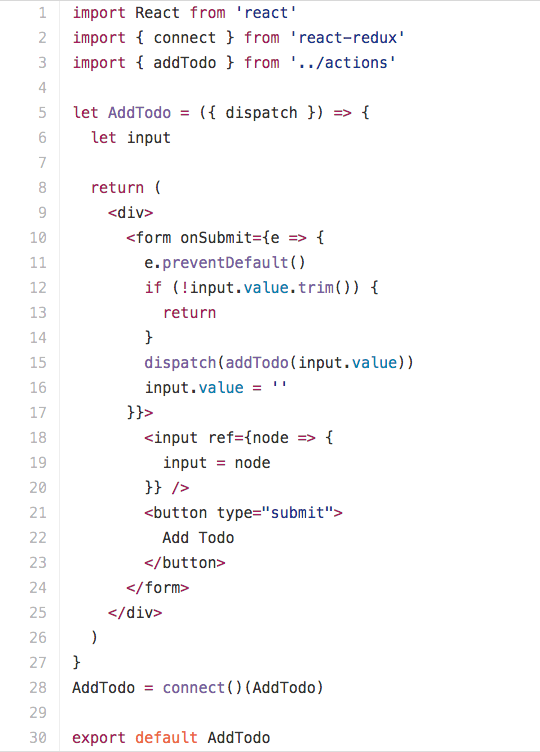 1 import React from 'react'
2 import { connect } from 'react-redux'
3 import { addTodo } from '../actions'
4
5 let AddTodo = ({ dispatch }) => {
6   let input
7
8   return (
9     <div>
10       <form onSubmit={e => {
11         e.preventDefault()
12         if (!input.value.trim()) {
13           return
14         }
15         dispatch(addTodo(input.value))
16         input.value = ''
17       }}>
18         <input ref={node => {
19           input = node
20         }} />
21         <button type="submit">
22           Add Todo
23         </button>
24       </form>
25     </div>
26   )
27 }
28 AddTodo = connect()(AddTodo)
29
30 export default AddTodo